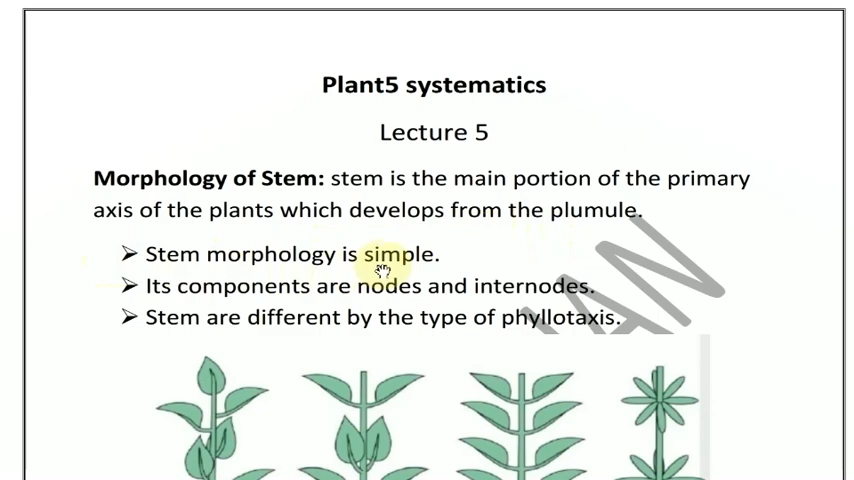 Plant5 systematics
Lecture 5
Morphology of Stem: stem is the main portion of the primary
axis of the plants which develops from the plumule.
➢ Stem morphology is simple.
➢ Its components are nodes and internodes.
➢ Stem are different by the type of phyllotaxis.